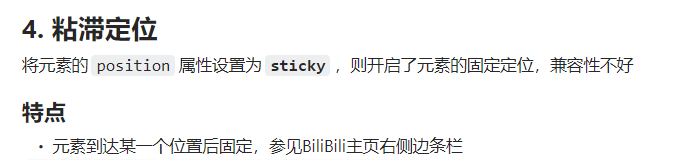 4. 粘滞定位
将元素的 position 属性设置为 sticky ，则开启了元素的固定定位，兼容性不好
特点
• 元素到达某一个位置后固定，参见BiliBili主页右侧边条栏